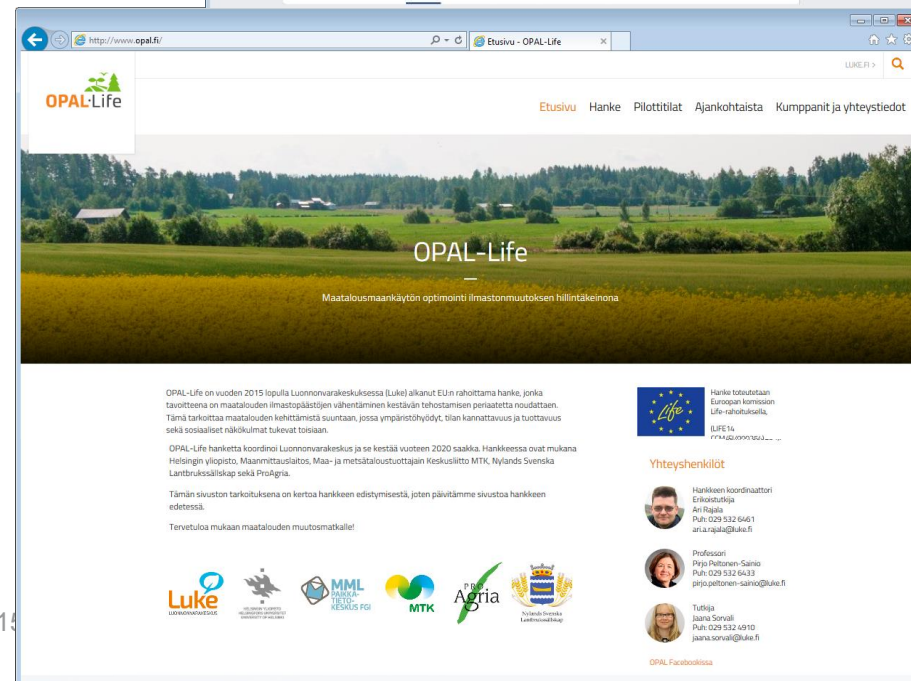 http://www.opal.fi/
Etusivu - OPAL-Life
LUKE.FI >
OPAL·Life
Etusivu Hanke Pilottitilat Ajankohtaista Kumppanit ja yhteystiedot
OPAL-Life
Maatalousmaankäytön optimointi ilmastonmuutoksen hillintäkeinona
OPAL-Life on vuoden 2015 lopulla Luonnonvarakeskuksessa (Luke) alkanut EU:n rahoittama hanke, jonka
tavoitteena on maatalouden ilmastopäästöjen vähentäminen kestävän tehostamisen periaatetta noudattaen.
Tämä tarkoittaa maatalouden kehittämistä suuntaan, jossa ympäristöhyödyt, tilan kannattavuus ja tuottavuus
sekä sosiaaliset näkökulmat tukevat toisiaan.
OPAL-Life hanketta koordinoi Luonnonvarakeskus ja se kestää vuoteen 2020 saakka. Hankkeessa ovat mukana
Helsingin yliopisto, Maanmittauslaitos, Maa- ja metsätaloustuottajain Keskusliitto MTK, Nylands Svenska
Lantbrukssällskap sekä ProAgria.
Tämän sivuston tarkoituksena on kertoa hankkeen edistymisestä, joten päivitämme sivustoa hankkeen
edetessä.
Tervetuloa mukaan maatalouden muutosmatkalle!
Luke
LUONNONVARAKESKUS
HELSINGIN YLIOPISTO
HELSINGFORS UNIVERSITET
UNIVERSITY OF HELSINKI
MML
PAIKKA-
TIETO-
KESKUS FGI
MTK
PRO
Agria
Nylands Svenska
Lantbrukssällskap
Life
Hanke toteutetaan
Euroopan komission
Life-rahoituksella,
(LIFE14
Yhteyshenkilöt
Hankkeen koordinaattori
Erikoistutkija
Ari Rajala
Puh: 029 532 6461
ari.a.rajala@luke.fi
Professori
Pirjo Peltonen-Sainio
Puh: 029 532 6433
pirjo.peltonen-sainio@luke.fi
Tutkija
Jaana Sorvali
Puh: 029 532 4910
jaana.sorvali@luke.fi
OPAL Facebookissa